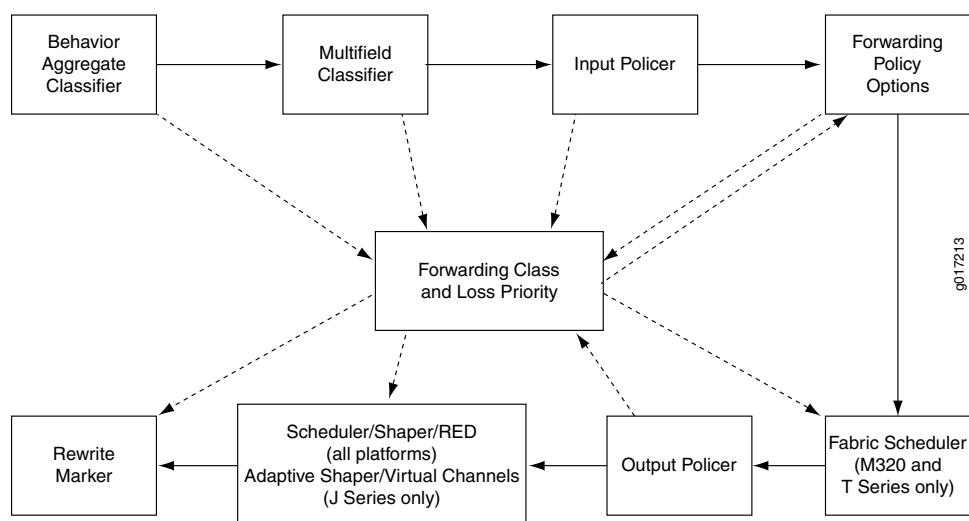 Behavior
Aggregate
Classifier
Multifield
Classifier
Input Policer
Forwarding
Policy
Options
Forwarding Class
and Loss Priority
g017213
Rewrite
Marker
Scheduler/Shaper/RED
(all platforms)
Adaptive Shaper/Virtual Channels
(J Series only)
Output Policer
Fabric Scheduler
(M320 and
T Series only)